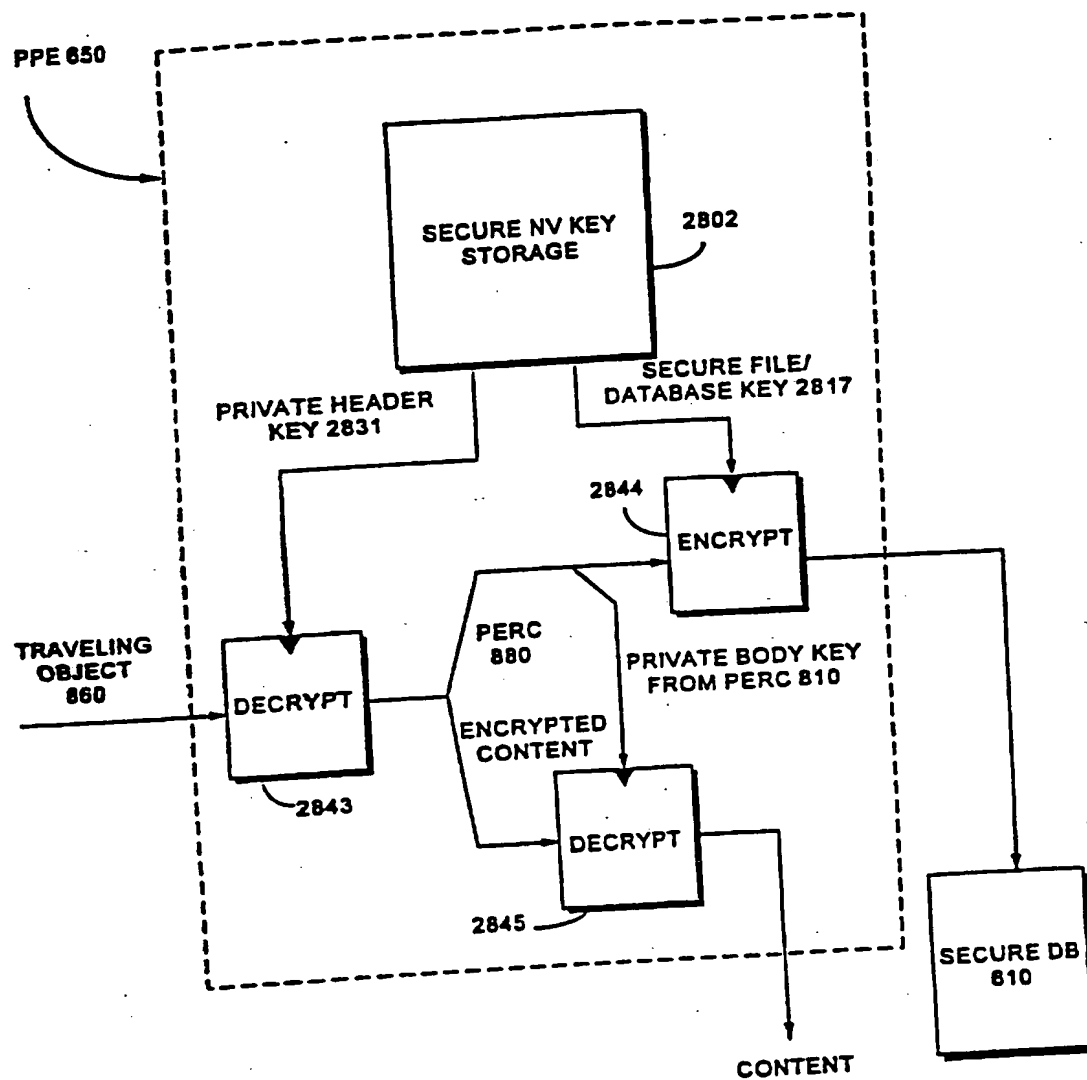 PPE 650
SECURE NV KEY
STORAGE
2802
PRIVATE HEADER
KEY 2831
SECURE FILE/
DATABASE KEY 2817
2844
ENCRYPT
TRAVELING
OBJECT
860
DECRYPT
2843
PERC
880
PRIVATE BODY KEY
FROM PERC 810
ENCRYPTED
CONTENT
DECRYPT
2845
SECURE DB
610
CONTENT